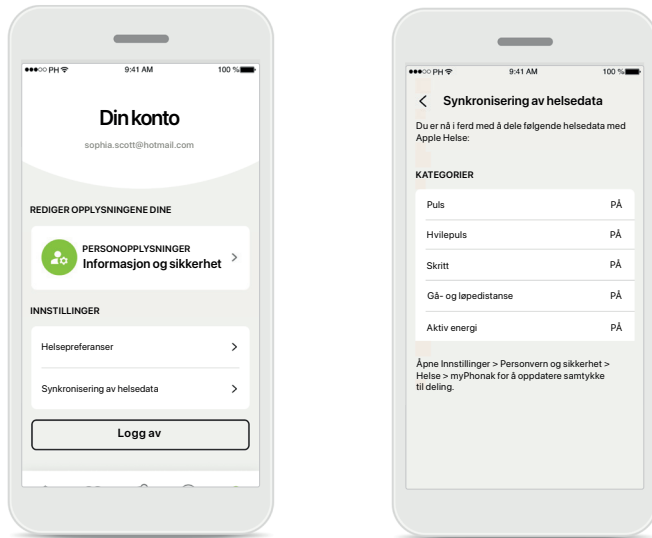 ●●●○○ PH 9:41 AM 100 %
Din konto
sophia.scott@hotmail.com
REDIGER OPPLYSNINGENE DINE
PERSONOPPLYSNINGER
Informasjon og sikkerhet
INNSTILLINGER
Helsepreferanser
Synkronisering av helsedata
Logg av
●●●○○ PH 9:41 AM 100 %
Synkronisering av helsedata
Du er nå i ferd med å dele følgende helsedata med
Apple Helse:
KATEGORIER
Puls PÅ
Hvilepuls PÅ
Skritt PÅ
Gå- og løpedistanse PÅ
Aktiv energi PÅ
Åpne Innstillinger > Personvern og sikkerhet >
Helse > myPhonak for å oppdatere samtykke
til deling.